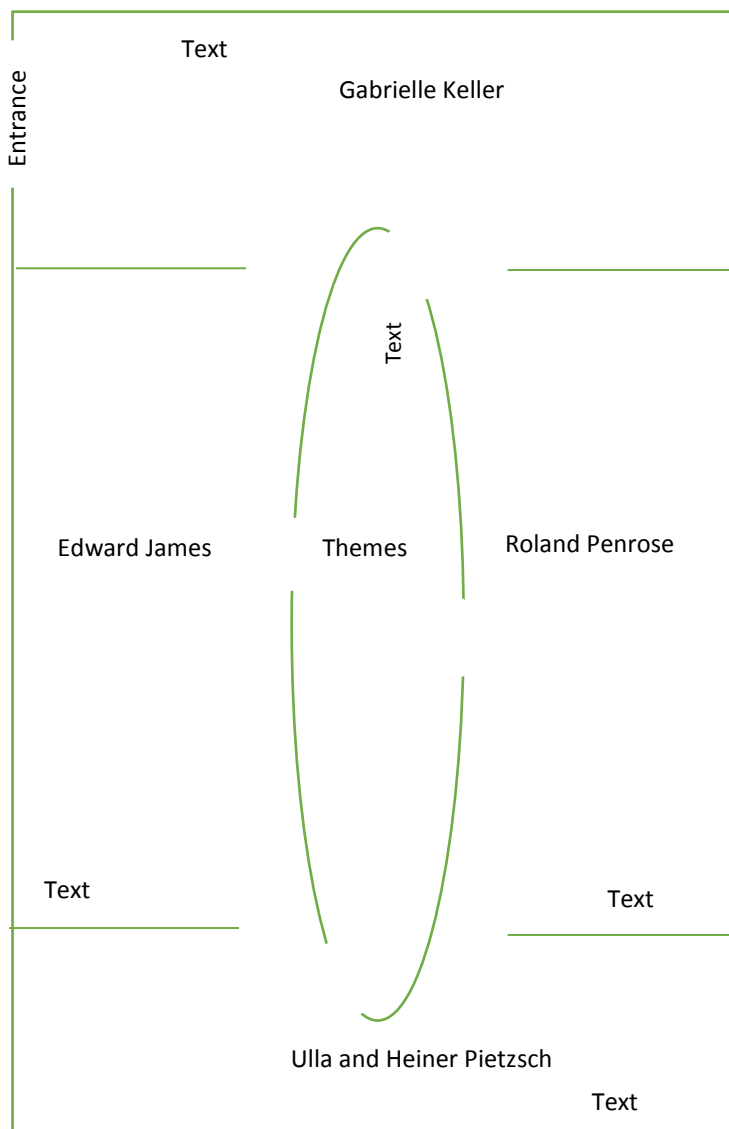 Text
Gabrielle Keller
Entrance
Text
Edward James
Themes
Roland Penrose
Text
Text
Ulla and Heiner Pietzsch
Text